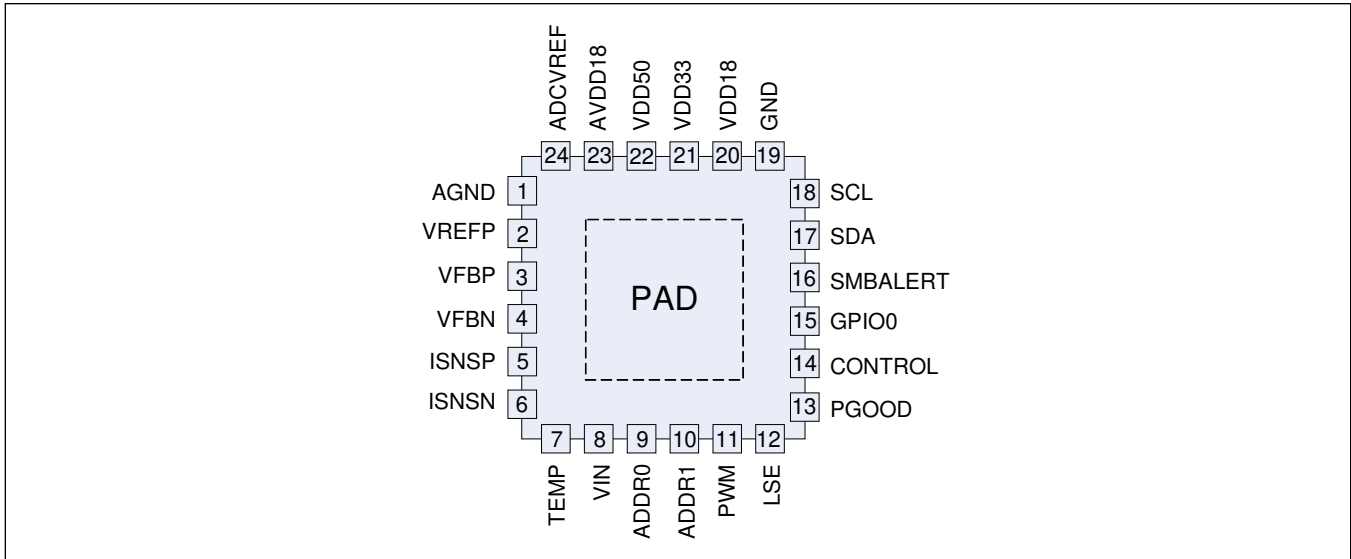 ADCVREF
AVDD18
VDD50
VDD33
VDD18
GND
24
23
22
21
20
19
AGND 1
VREFP 2
VFBP 3
VFBN 4
ISNSP 5
ISNSN 6
PAD
18 SCL
17 SDA
16 SMBALERT
15 GPIO0
14 CONTROL
13 PGOOD
7
8
9
10
11
12
TEMP
VIN
ADDR0
ADDR1
PWM
LSE